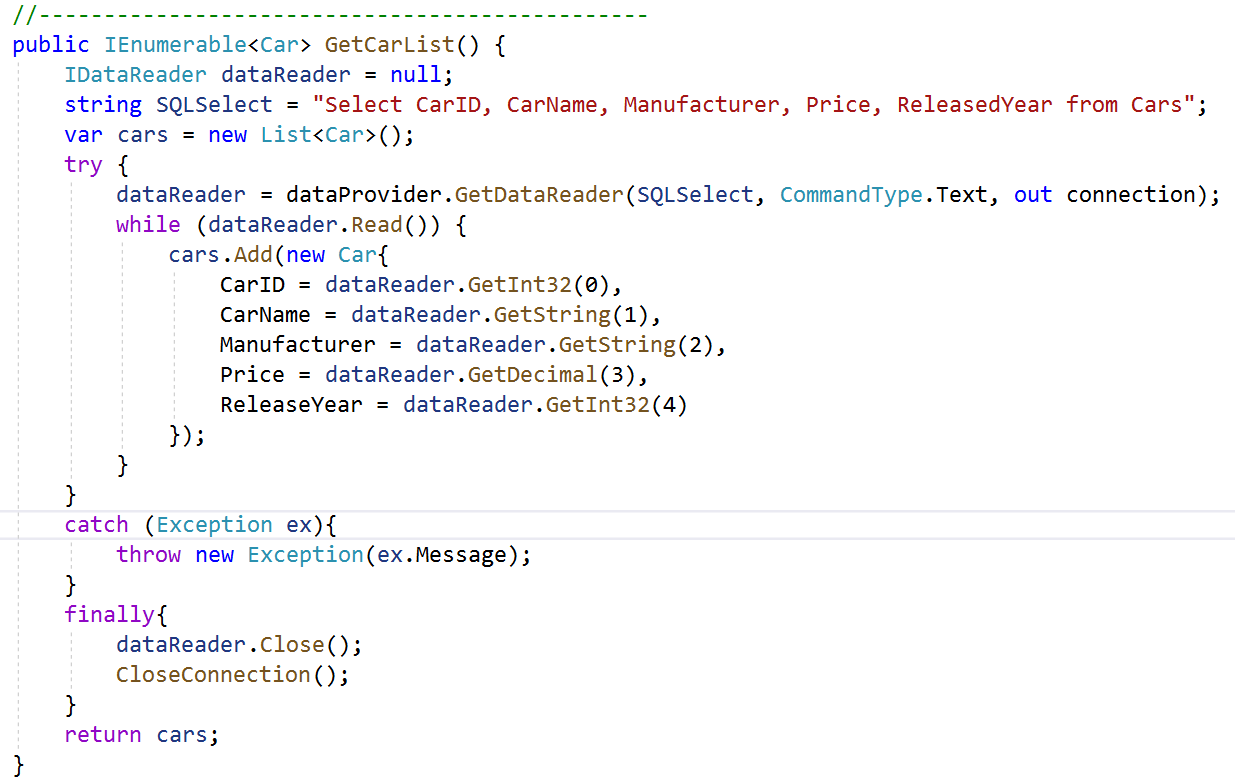 //-----------------------------------------------
public IEnumerable<Car> GetCarList() {
    IDataReader dataReader = null;
    string SQLSelect = "Select CarID, CarName, Manufacturer, Price, ReleasedYear from Cars";
    var cars = new List<Car>();
    try {
        dataReader = dataProvider.GetDataReader(SQLSelect, CommandType.Text, out connection);
        while (dataReader.Read()) {
            cars.Add(new Car{
                CarID = dataReader.GetInt32(0),
                CarName = dataReader.GetString(1),
                Manufacturer = dataReader.GetString(2),
                Price = dataReader.GetDecimal(3),
                ReleaseYear = dataReader.GetInt32(4)
            });
        }
    }
    catch (Exception ex){
        throw new Exception(ex.Message);
    }
    finally{
        dataReader.Close();
        CloseConnection();
    }
    return cars;
}